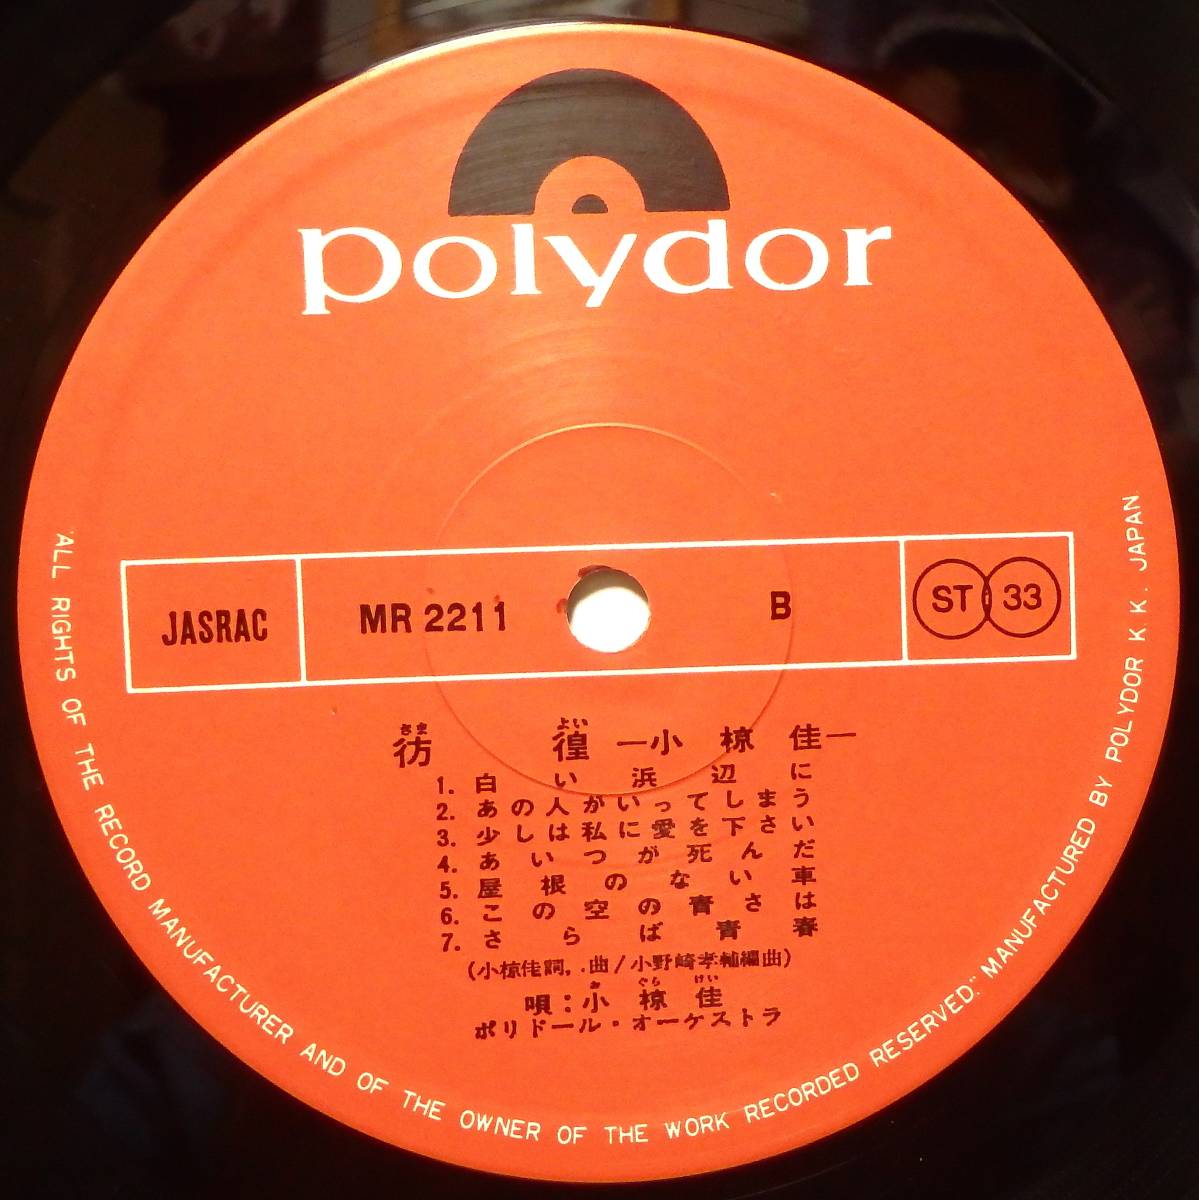 polydor
JASRAC
MR 2211
B
ST 33
さま よい
彷徨 —小椋佳—
1. 白い浜辺に
2. あの人がいってしまう
3. 少しは私に愛を下さい
4. あいつが死んだ
5. 屋根のない車
6. この空の青さは
7. さらば青春
(小椋佳詞, . 曲/小野崎孝輔編曲)
お ぐら けい
唄:小椋佳
ポリドール・オーケストラ
"ALL RIGHTS OF THE RECORD MANUFACTURER AND OF THE OWNER OF THE WORK RECORDED RESERVED." MANUFACTURED BY POLYDOR K.K. JAPAN